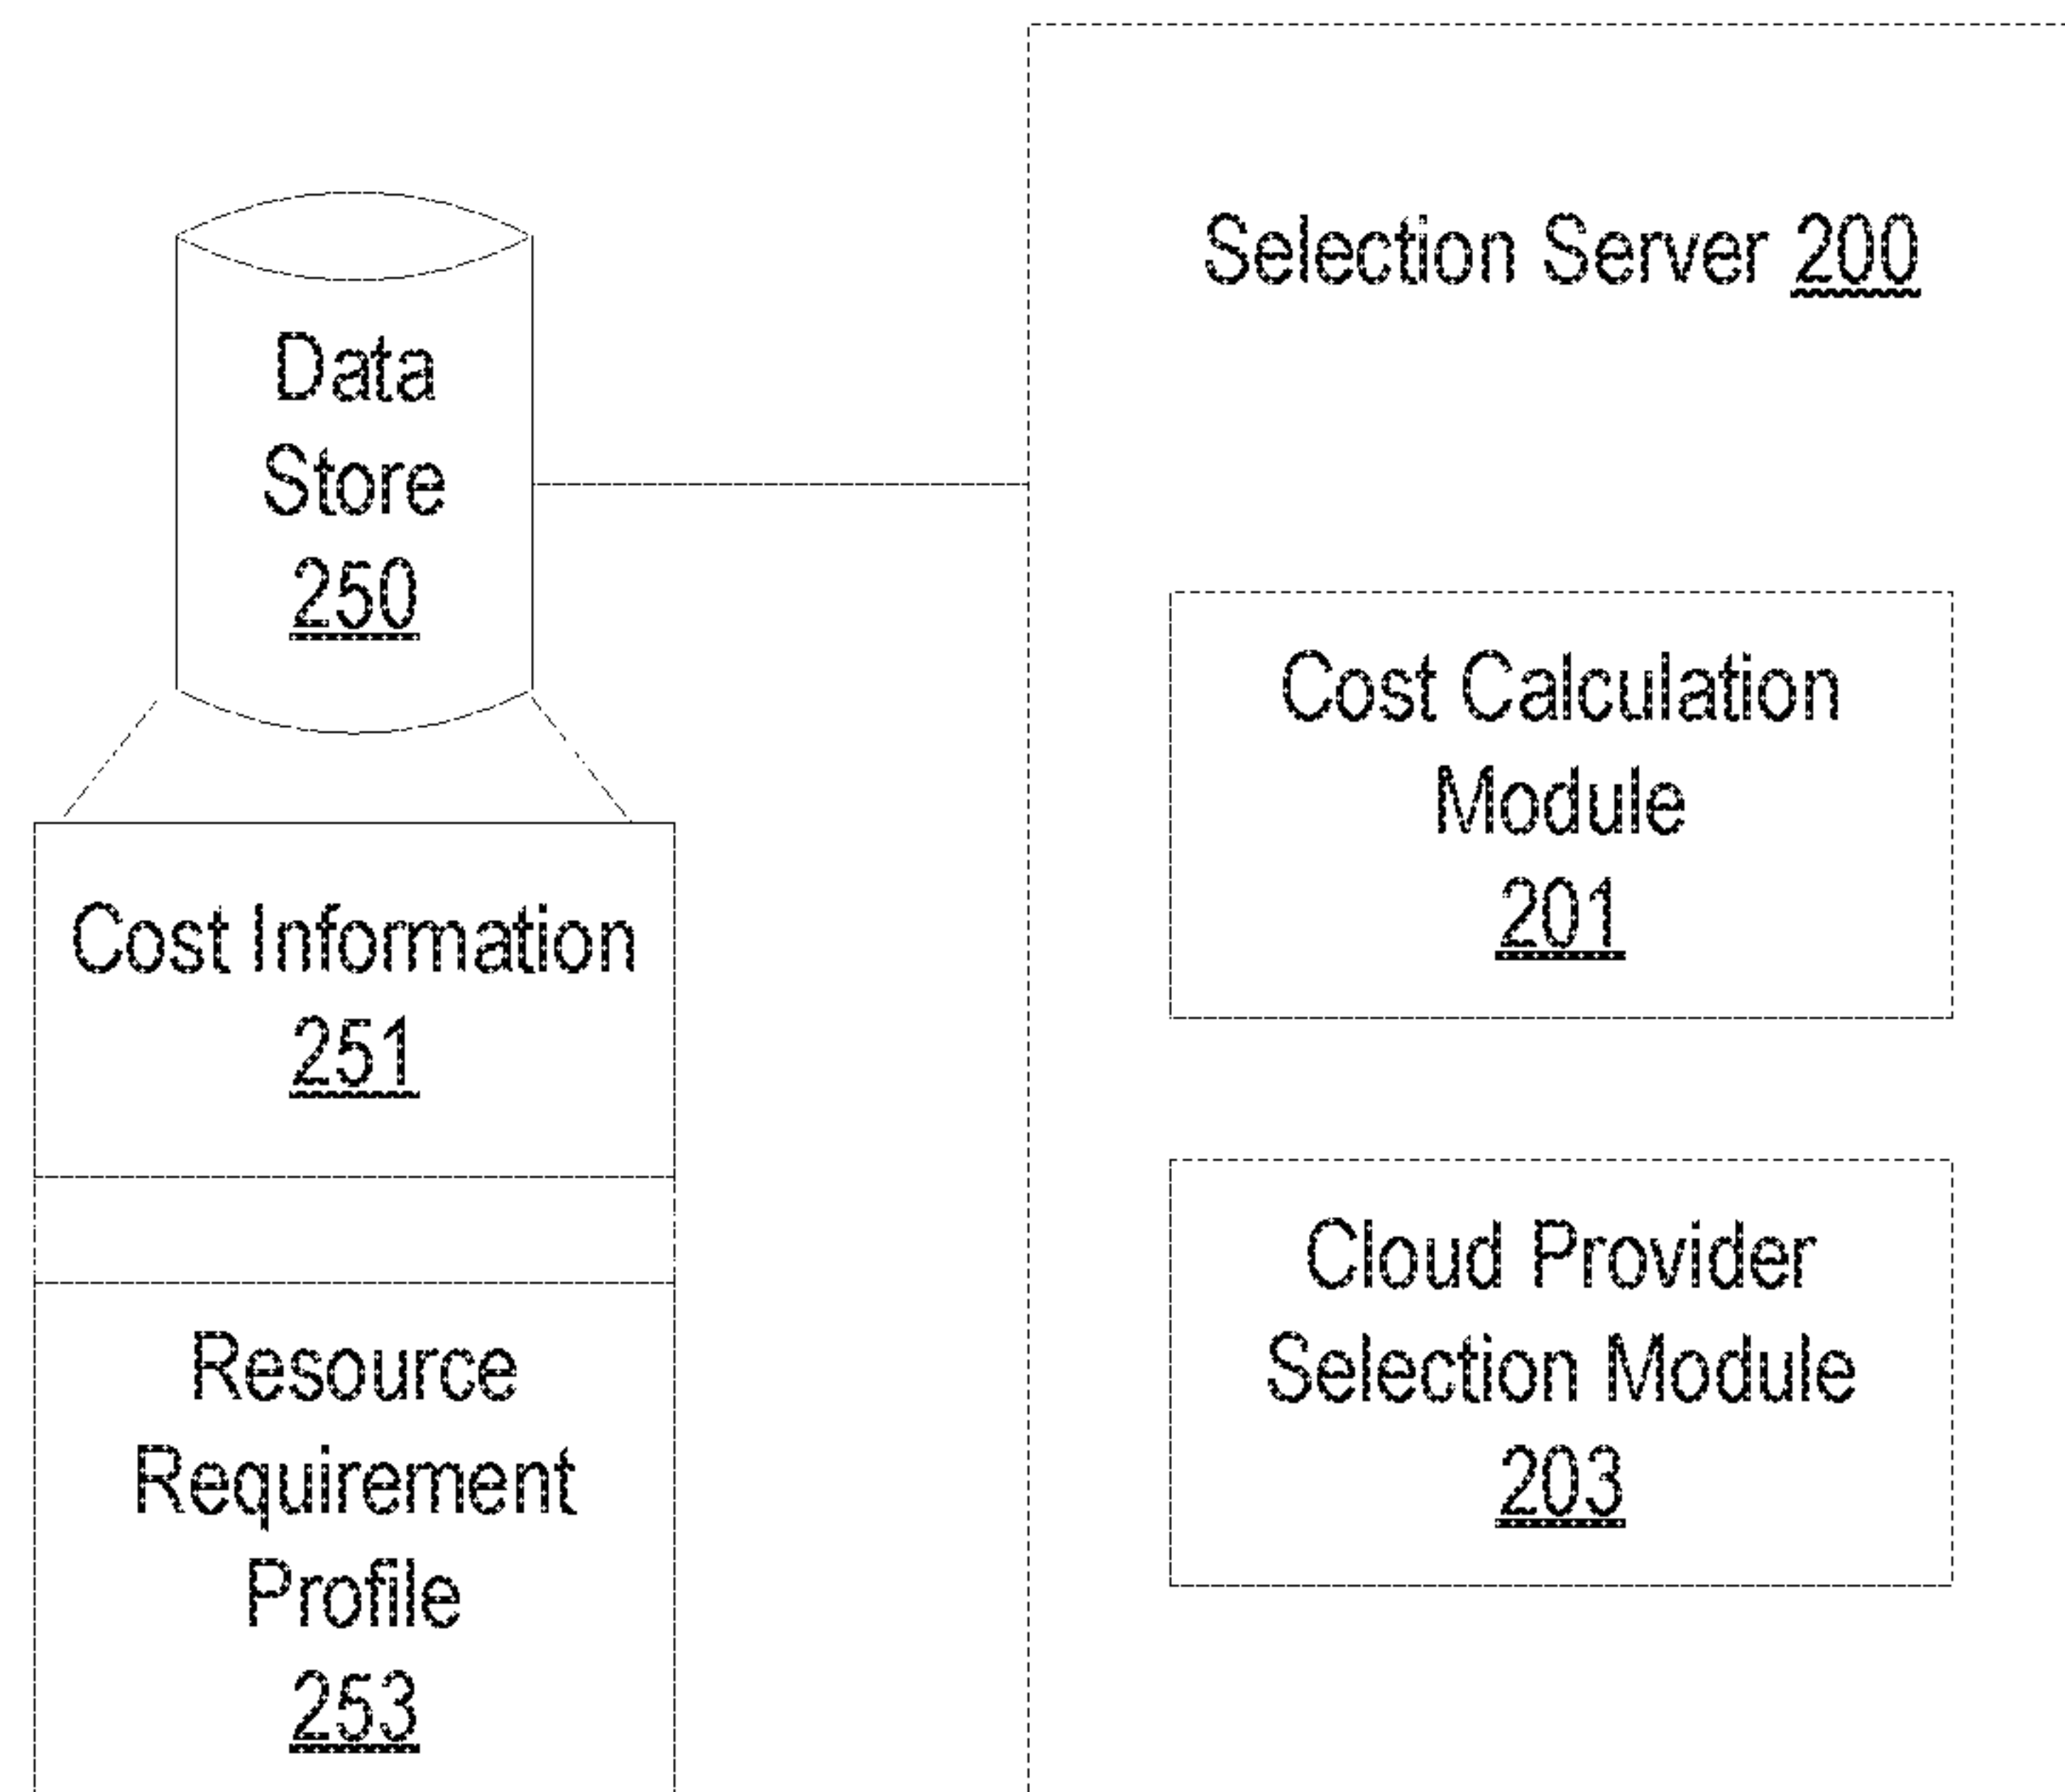 Selection Server 200
Data
Store
250
Cost Calculation
Module
201
Cost Information
251
Cloud Provider
Selection Module
203
Resource
Requirement
Profile
253